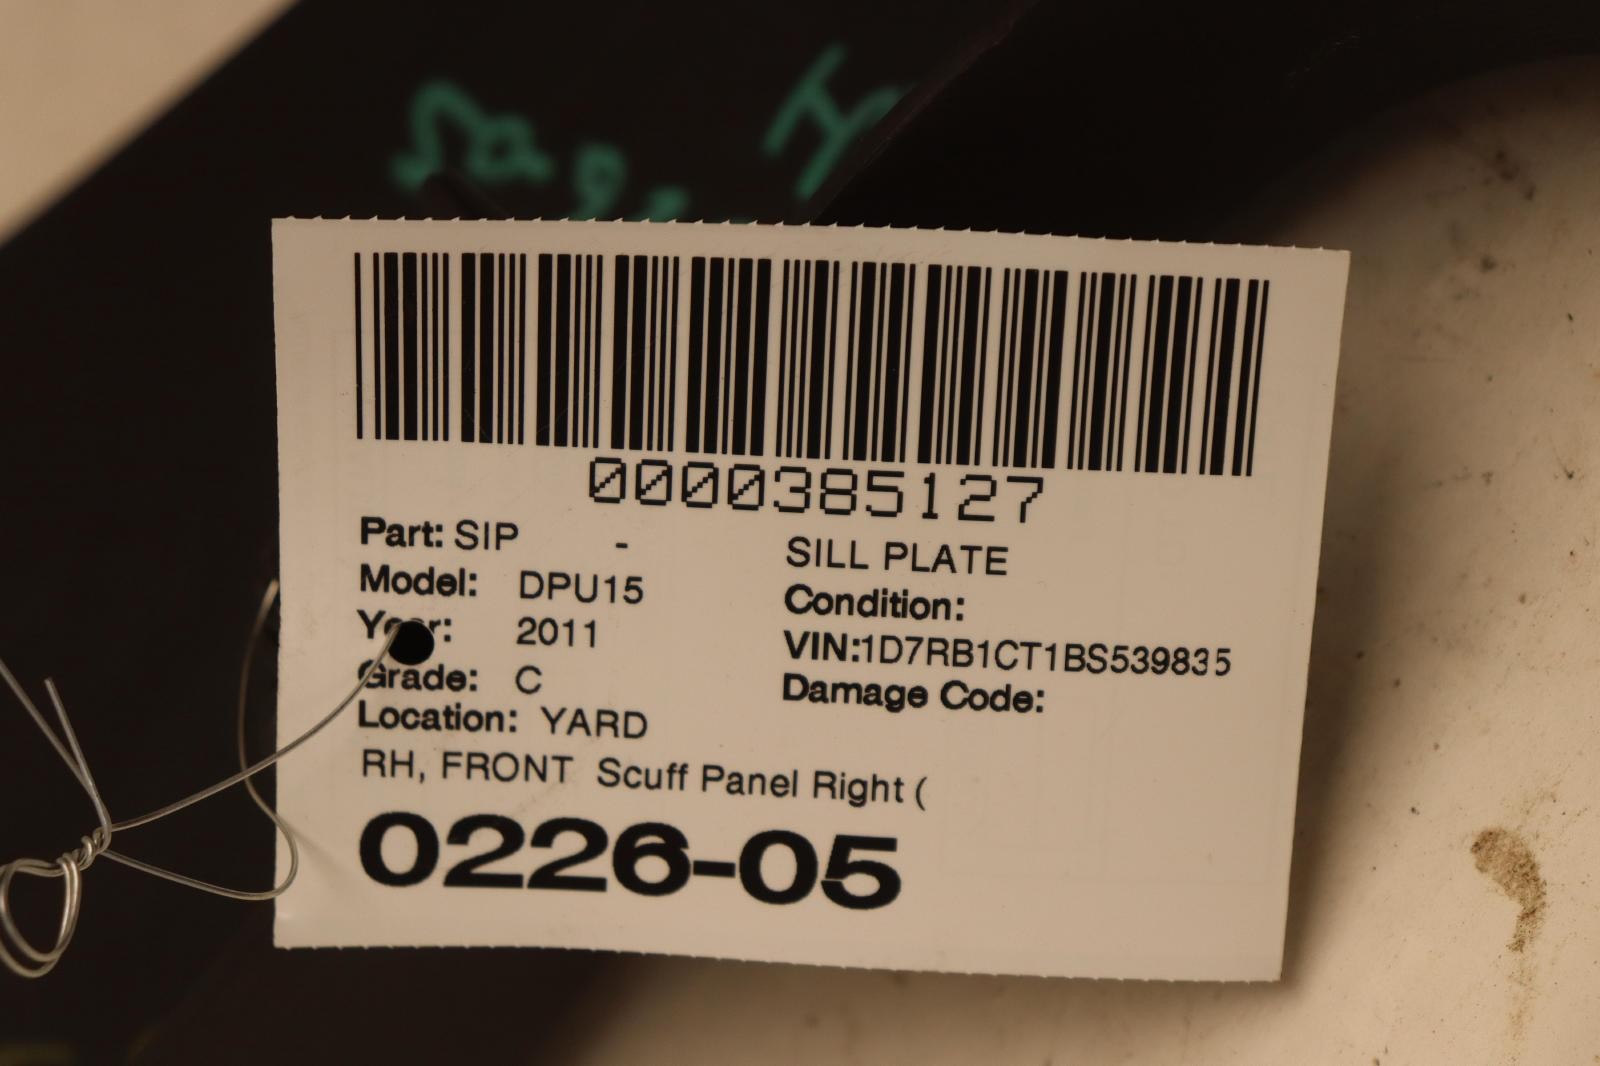 0000385127
Part: SIP - SILL PLATE
Model: DPU15 Condition:
Year: 2011 VIN:1D7RB1CT1BS539835
Grade: C Damage Code:
Location: YARD
RH, FRONT Scuff Panel Right (
0226-05